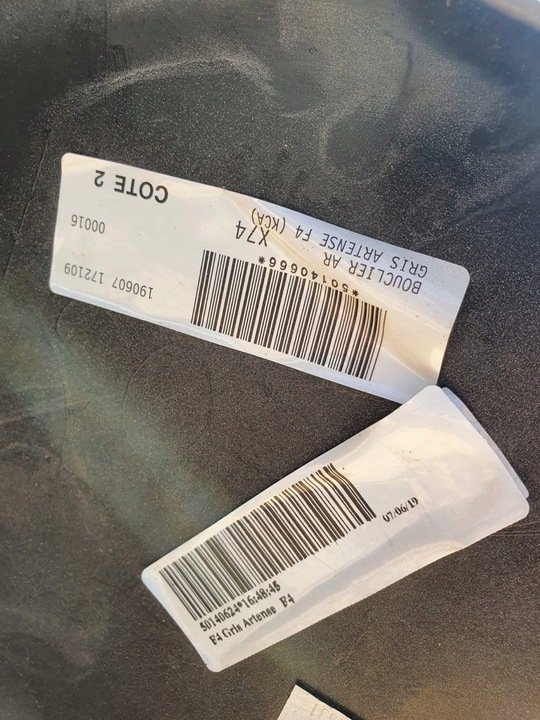 BOUCLIER AR
GRIS ARTENSE F4 (KCA)
X74
*50140666*
COTE 2
00016
190607 172109
07/06/19
50140624*16:48:45
F4 Gris Artense F4